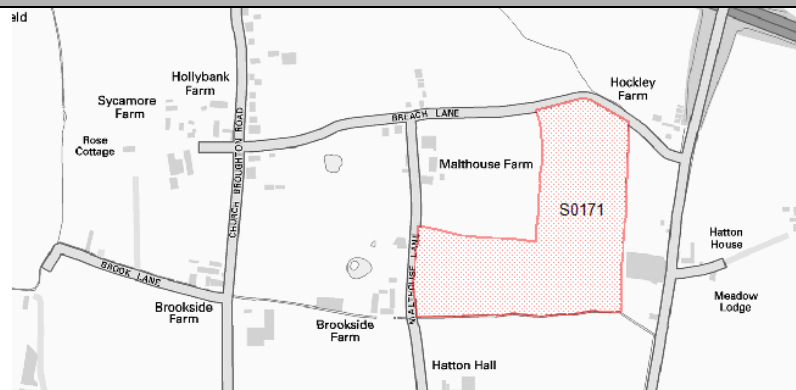 ald
Hollybank
Farm
Sycamore
Farm
Rose
Cottage
CHURCH BROUGHTON ROAD
BREACH LANE
Hockley
Farm
Malthouse Farm
S0171
MALTHOUSE LANE
Hatton
House
Meadow
Lodge
BROOK LANE
Brookside
Farm
Brookside
Farm
Hatton Hall